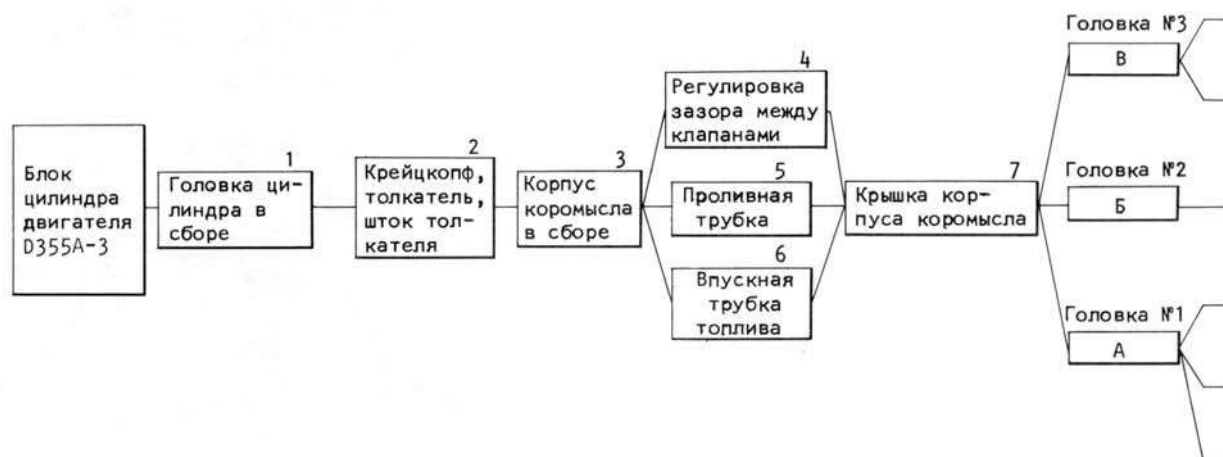 Блок
цилиндра
двигателя
D355A-3
1
Головка ци-
линдра в
сборе
2
Крейцкопф,
толкатель,
шток тол-
кателя
3
Корпус
коромысла
в сборе
4
Регулировка
зазора между
клапанами
5
Проливная
трубка
6
Впускная
трубка
топлива
7
Крышка кор-
пуса коромысла
Головка №3
В
Головка №2
Б
Головка №1
А